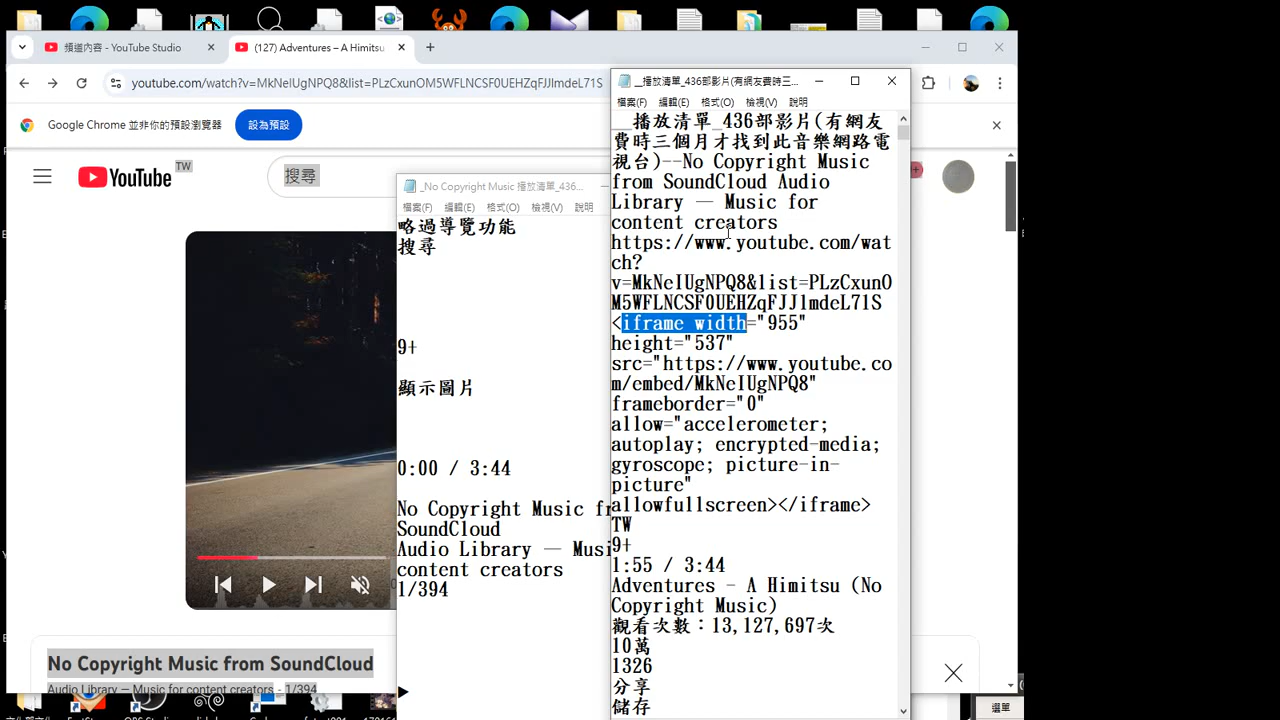 頻道內容 - YouTube Studio
(127) Adventures – A Himitsu
youtube.com/watch?v=MkNeIUgNPQ8&list=PLzCxunOM5WFLNCSF0UEHZqFJJlmdeL71S
Google Chrome 並非你的預設瀏覽器
設為預設
YouTube
TW
搜尋
No Copyright Music from SoundCloud
Audio Library — Music for content creators - 1/394
_No Copyright Music 播放清單_436...
檔案(F)
編輯(E)
格式(O)
檢視(V)
說明
略過導覽功能
搜尋
9+
顯示圖片
0:00 / 3:44
No Copyright Music fr
SoundCloud
Audio Library — Musi
content creators
1/394
__播放清單_436部影片(有網友費時三...
檔案(F)
編輯(E)
格式(O)
檢視(V)
說明
__播放清單_436部影片(有網友
費時三個月才找到此音樂網路電
視台)--No Copyright Music
from SoundCloud Audio
Library — Music for
content creators
https://www.youtube.com/wat
ch?
v=MkNeIUgNPQ8&list=PLzCxunO
M5WFLNCSF0UEHZqFJJlmdeL71S
<iframe width="955"
height="537"
src="https://www.youtube.co
m/embed/MkNeIUgNPQ8"
frameborder="0"
allow="accelerometer;
autoplay; encrypted-media;
gyroscope; picture-in-
picture"
allowfullscreen></iframe>
TW
9+
1:55 / 3:44
Adventures - A Himitsu (No
Copyright Music)
觀看次數：13,127,697次
10萬
1326
分享
儲存
選單